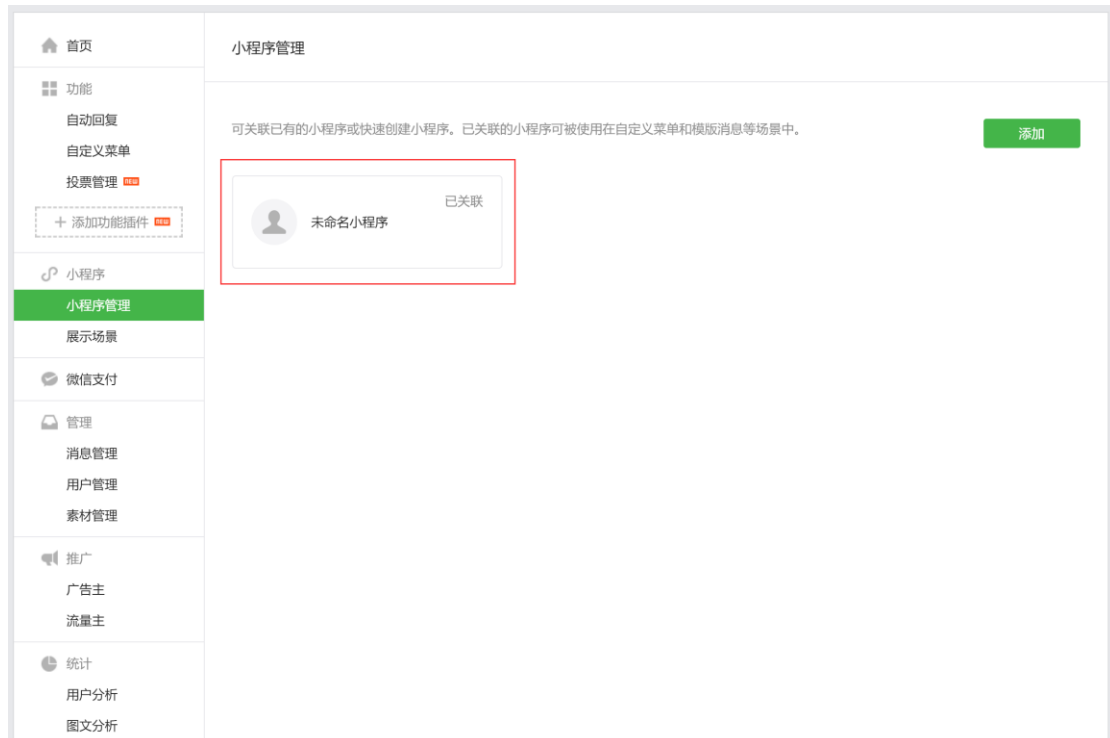 首页
功能
自动回复
自定义菜单
投票管理 NEW
+ 添加功能插件 NEW
小程序
小程序管理
展示场景
微信支付
管理
消息管理
用户管理
素材管理
推广
广告主
流量主
统计
用户分析
图文分析
小程序管理
可关联已有的小程序或快速创建小程序。已关联的小程序可被使用在自定义菜单和模版消息等场景中。
添加
已关联
未命名小程序